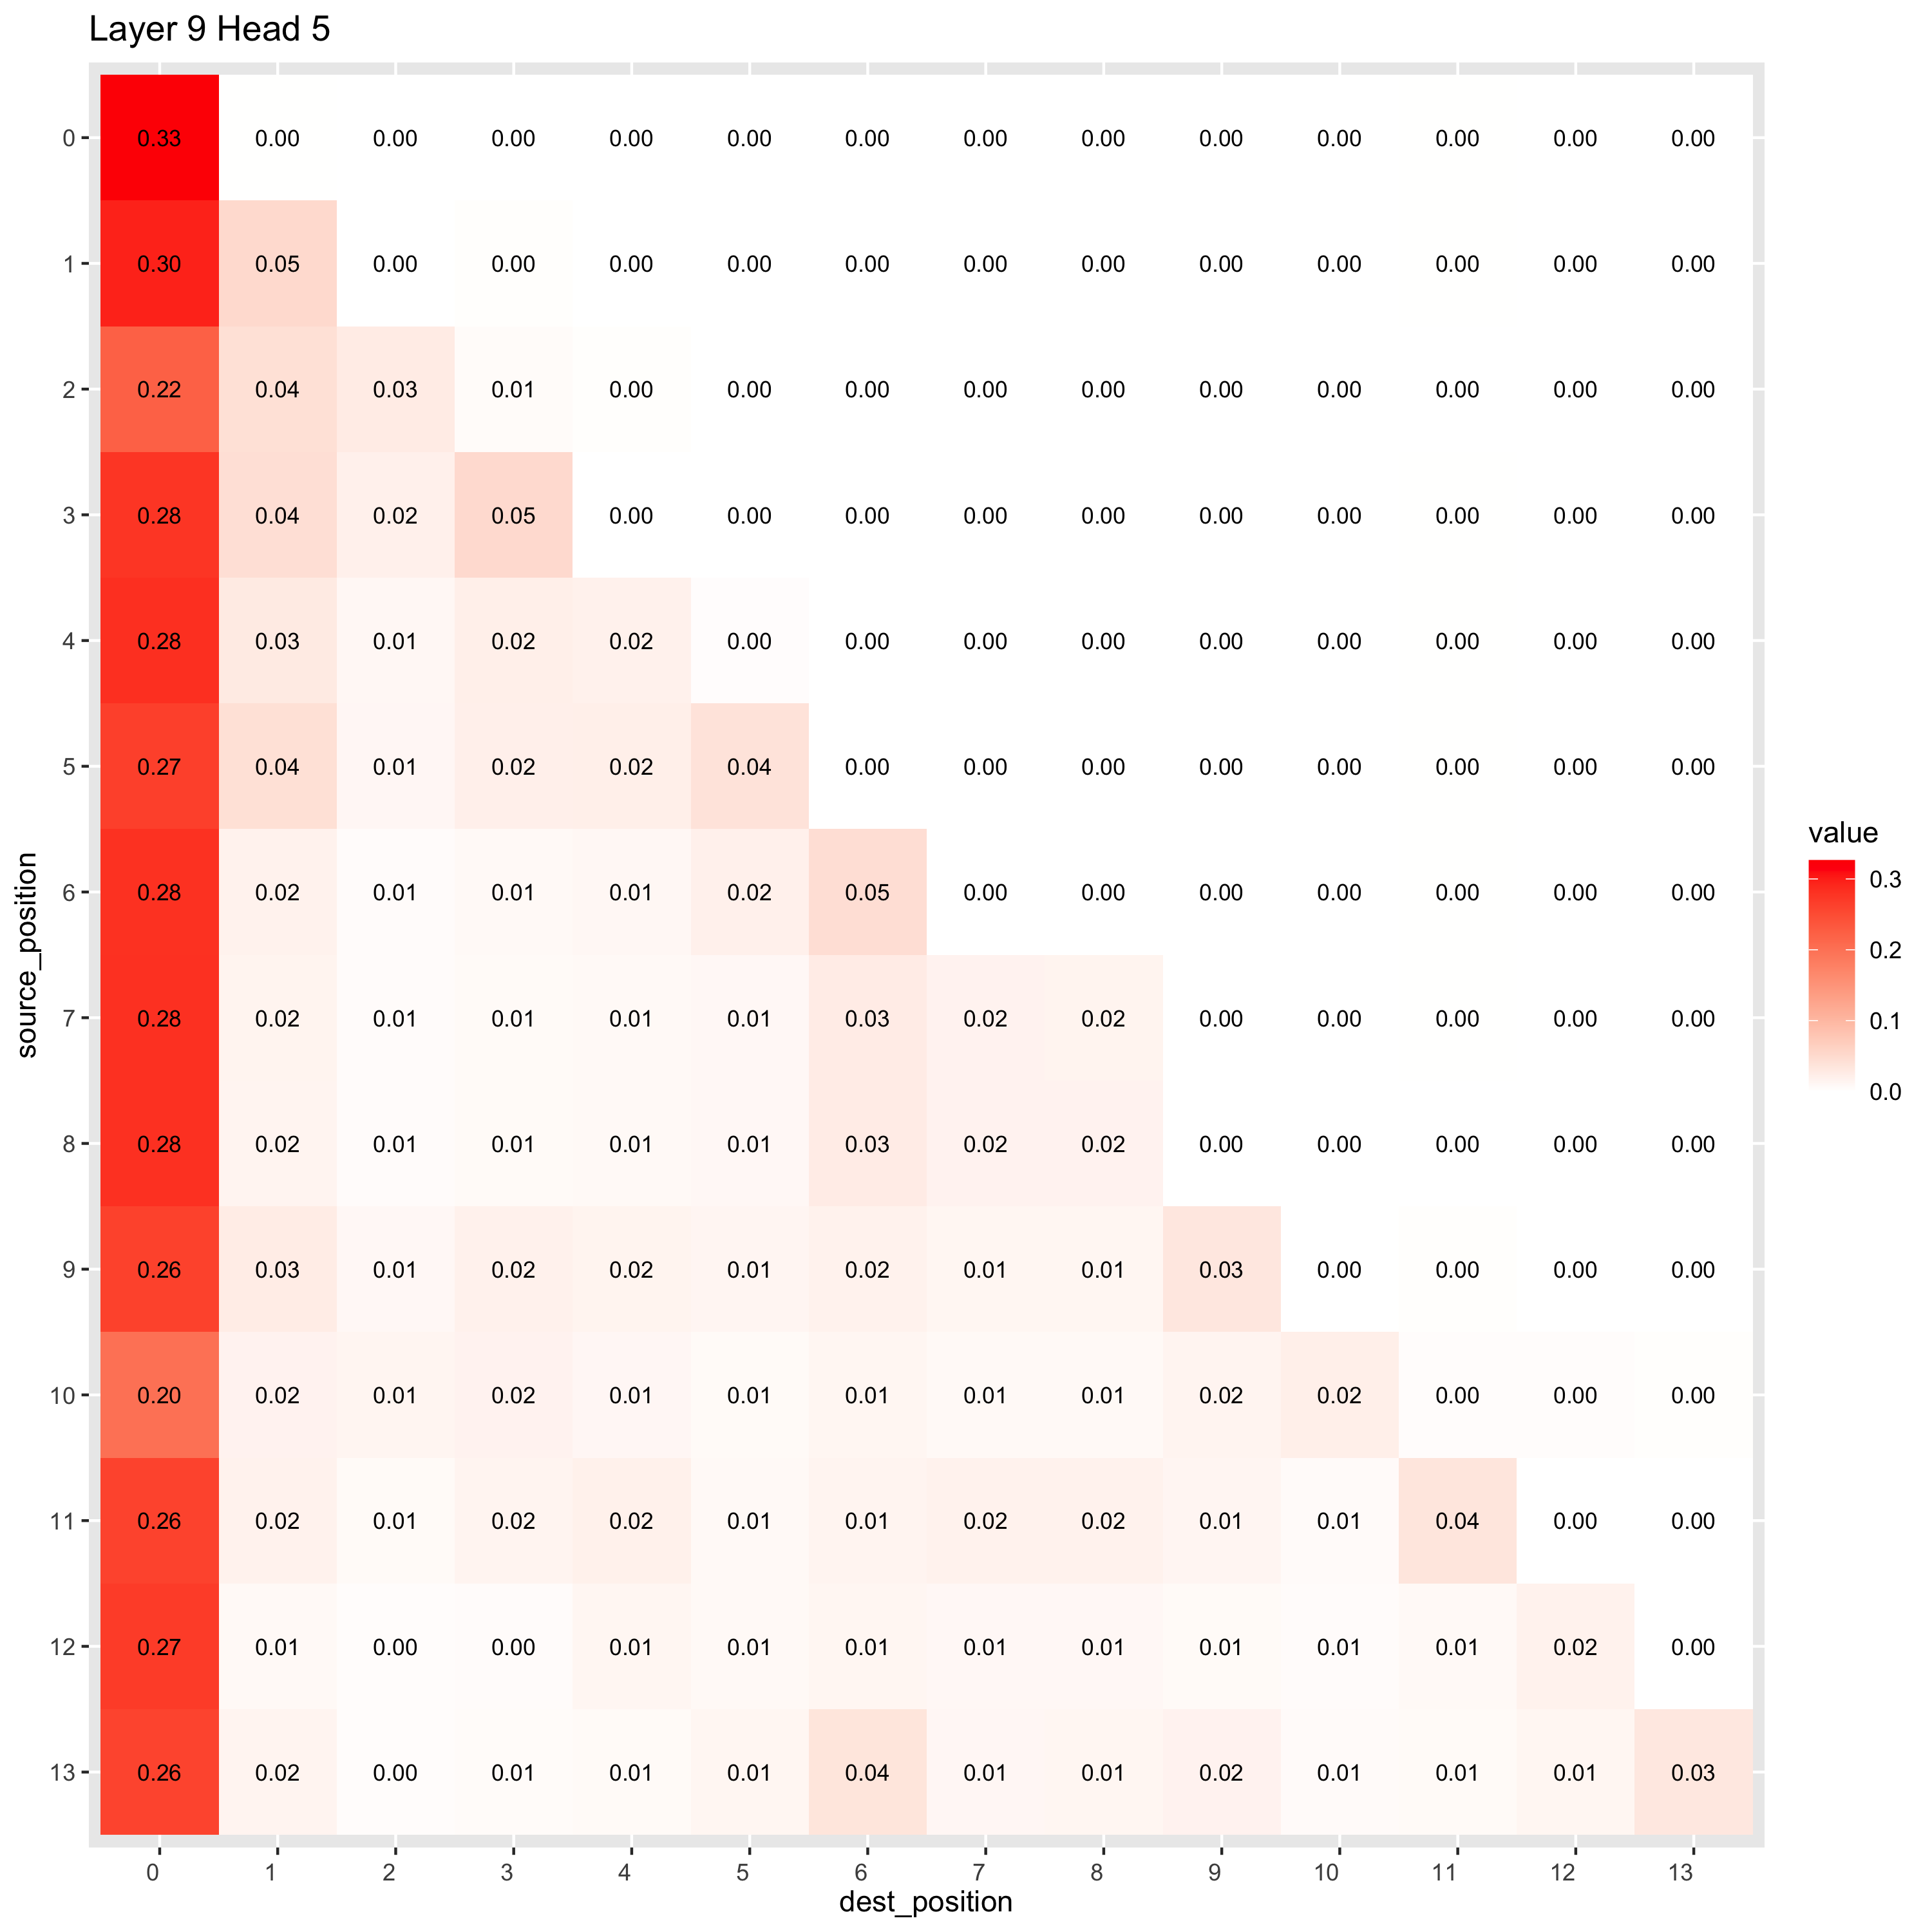 Layer 9 Head 5
0 0.33 0.00 0.00 0.00 0.00 0.00 0.00 0.00 0.00 0.00 0.00 0.00 0.00 0.00
1 0.30 0.05 0.00 0.00 0.00 0.00 0.00 0.00 0.00 0.00 0.00 0.00 0.00 0.00
2 0.22 0.04 0.03 0.01 0.00 0.00 0.00 0.00 0.00 0.00 0.00 0.00 0.00 0.00
3 0.28 0.04 0.02 0.05 0.00 0.00 0.00 0.00 0.00 0.00 0.00 0.00 0.00 0.00
4 0.28 0.03 0.01 0.02 0.02 0.00 0.00 0.00 0.00 0.00 0.00 0.00 0.00 0.00
5 0.27 0.04 0.01 0.02 0.02 0.04 0.00 0.00 0.00 0.00 0.00 0.00 0.00 0.00
6 0.28 0.02 0.01 0.01 0.01 0.02 0.05 0.00 0.00 0.00 0.00 0.00 0.00 0.00
7 0.28 0.02 0.01 0.01 0.01 0.01 0.03 0.02 0.02 0.00 0.00 0.00 0.00 0.00
8 0.28 0.02 0.01 0.01 0.01 0.01 0.03 0.02 0.02 0.00 0.00 0.00 0.00 0.00
9 0.26 0.03 0.01 0.02 0.02 0.01 0.02 0.01 0.01 0.03 0.00 0.00 0.00 0.00
10 0.20 0.02 0.01 0.02 0.01 0.01 0.01 0.01 0.01 0.02 0.02 0.00 0.00 0.00
11 0.26 0.02 0.01 0.02 0.02 0.01 0.01 0.02 0.02 0.01 0.01 0.04 0.00 0.00
12 0.27 0.01 0.00 0.00 0.01 0.01 0.01 0.01 0.01 0.01 0.01 0.01 0.02 0.00
13 0.26 0.02 0.00 0.01 0.01 0.01 0.04 0.01 0.01 0.02 0.01 0.01 0.01 0.03
0 1 2 3 4 5 6 7 8 9 10 11 12 13
dest_position
source_position
value
0.3
0.2
0.1
0.0